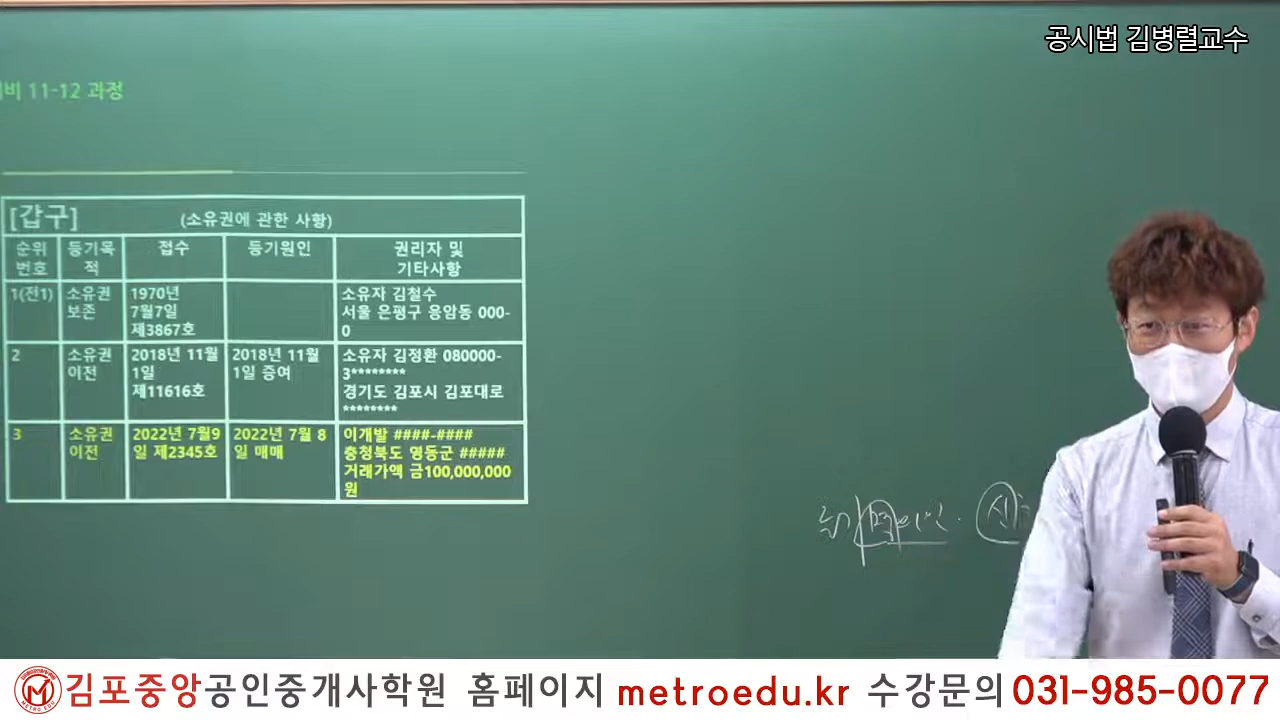 공시법 김병렬교수
비 11-12 과정
[갑구] (소유권에 관한 사항)
순위번호 등기목적 접수 등기원인 권리자 및 기타사항
1(전1) 소유권 보존 1970년 7월7일 제3867호 소유자 김철수 서울 은평구 응암동 000-0
2 소유권 이전 2018년 11월 1일 제11616호 2018년 11월 1일 증여 소유자 김정환 080000-3******** 경기도 김포시 김포대로 ********
3 소유권 이전 2022년 7월9일 제2345호 2022년 7월 8일 매매 이개발 ####-#### 충청북도 영동군 ##### 거래가액 금100,000,000원
METRO EDU
김포중앙공인중개사학원 홈페이지 metroedu.kr 수강문의 031-985-0077